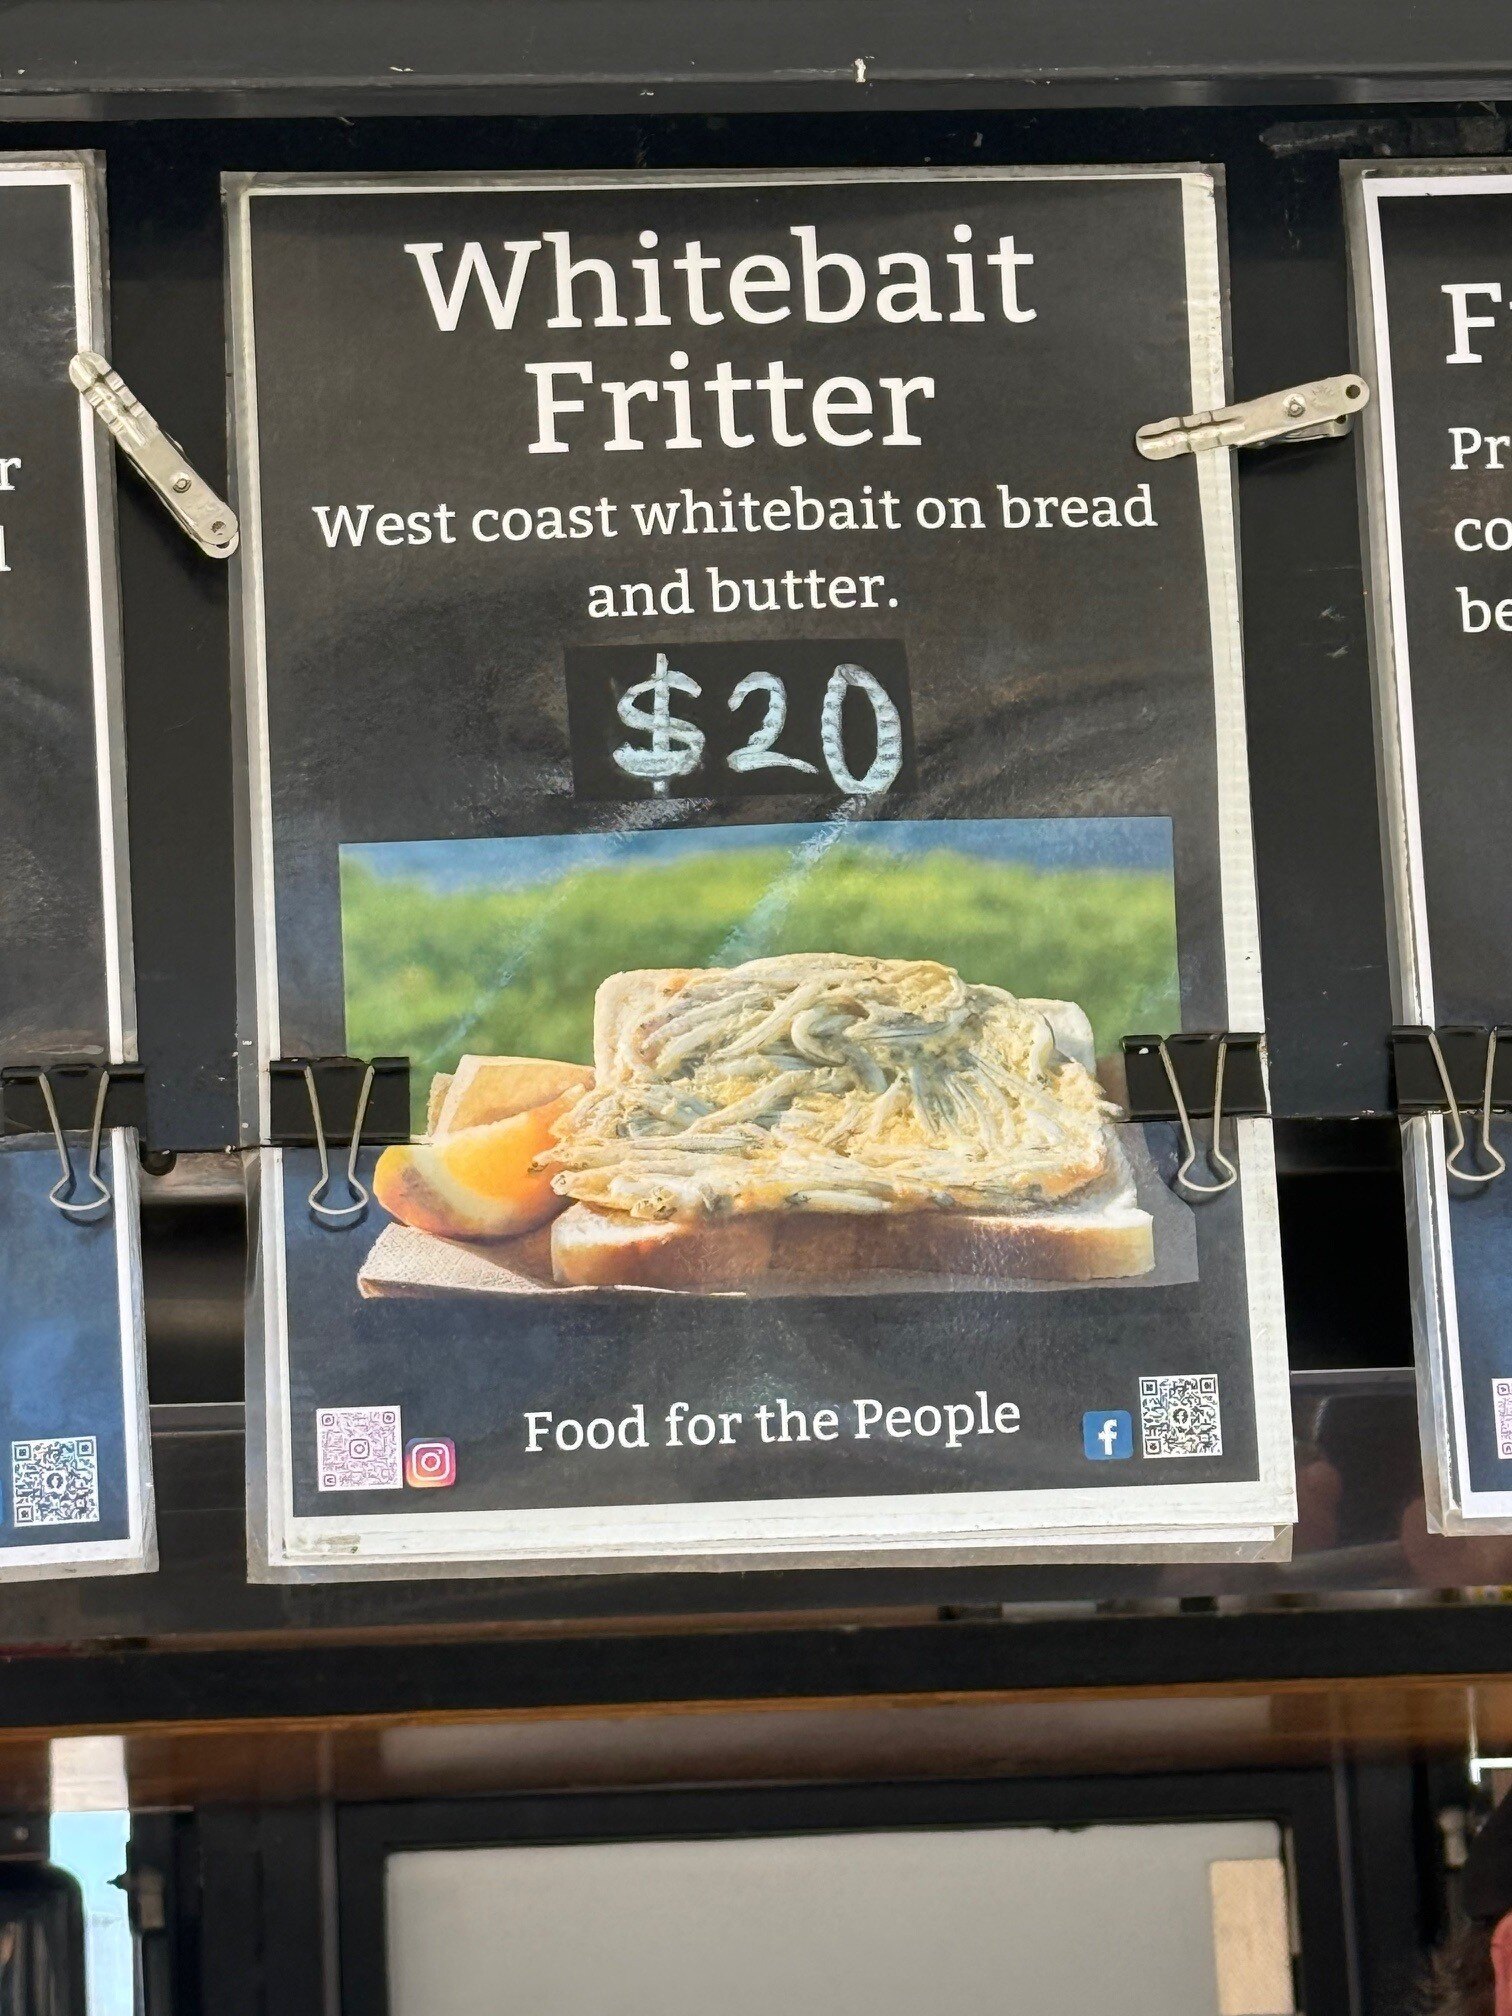 Whitebait
Fritter
West coast whitebait on bread
and butter.
$20
Food for the People